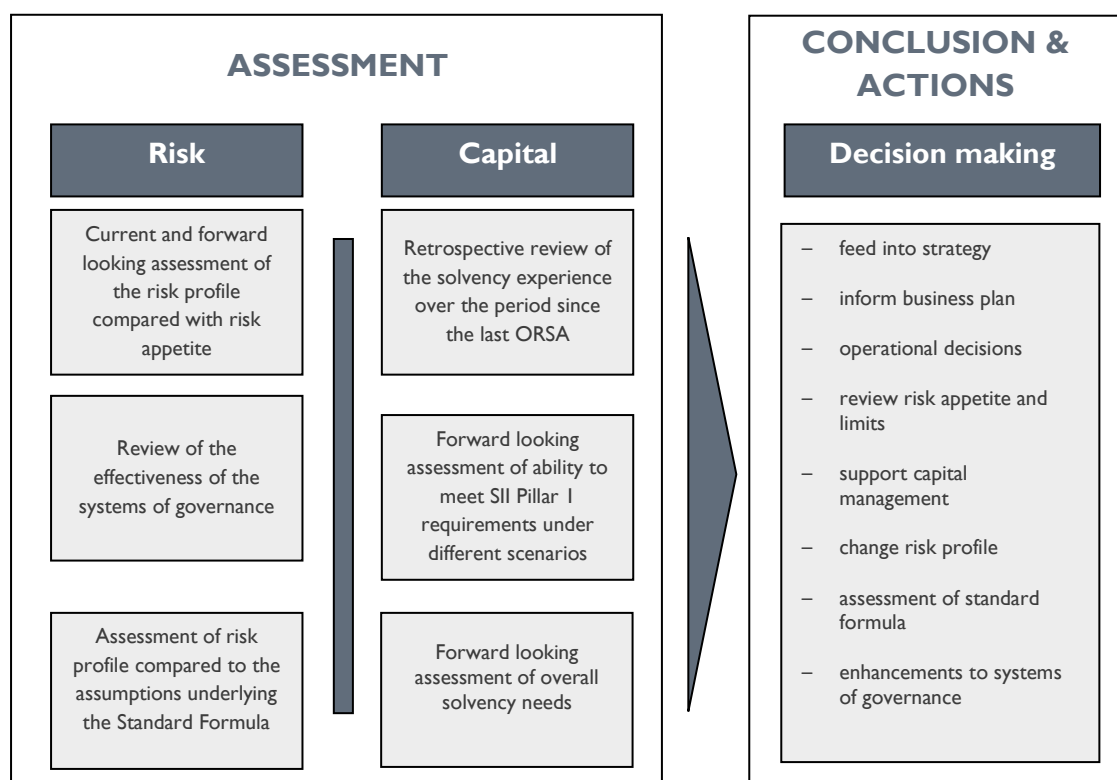 ASSESSMENT
Risk
Current and forward
looking assessment of
the risk profile
compared with risk
appetite
Review of the
effectiveness of the
systems of governance
Assessment of risk
profile compared to the
assumptions underlying
the Standard Formula
Capital
Retrospective review of
the solvency experience
over the period since
the last ORSA
Forward looking
assessment of ability to
meet SII Pillar 1
requirements under
different scenarios
Forward looking
assessment of overall
solvency needs
CONCLUSION &
ACTIONS
Decision making
– feed into strategy
– inform business plan
– operational decisions
– review risk appetite and
limits
– support capital
management
– change risk profile
– assessment of standard
formula
– enhancements to systems
of governance